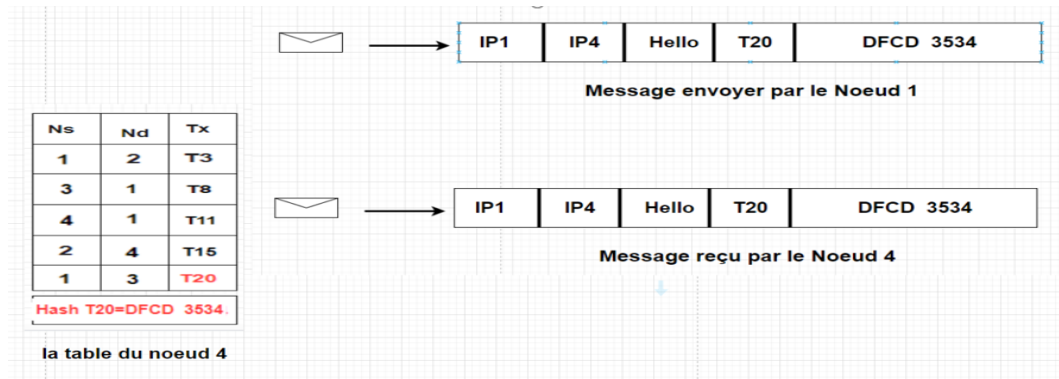 IP1 IP4 Hello T20 DFCD 3534
Message envoyer par le Noeud 1
Ns Nd Tx
1 2 T3
3 1 T8
4 1 T11
2 4 T15
1 3 T20
Hash T20=DFCD 3534.
la table du noeud 4
IP1 IP4 Hello T20 DFCD 3534
Message reçu par le Noeud 4